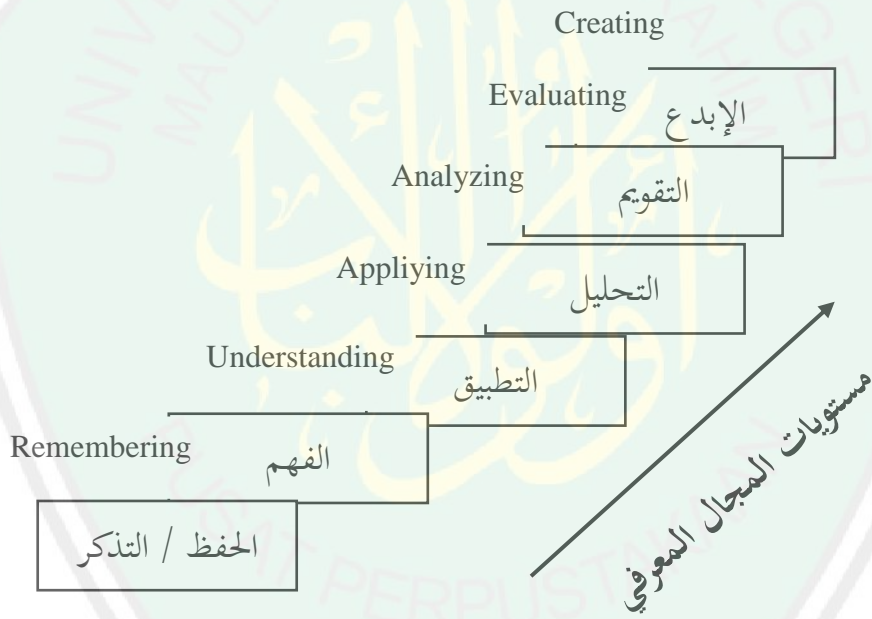 Creating
Evaluating
الإبدع
Analyzing
التقويم
Appliying
التحليل
Understanding
التطبيق
Remembering
الفهم
الحفظ / التذكر
مستويات المجال المعرفي